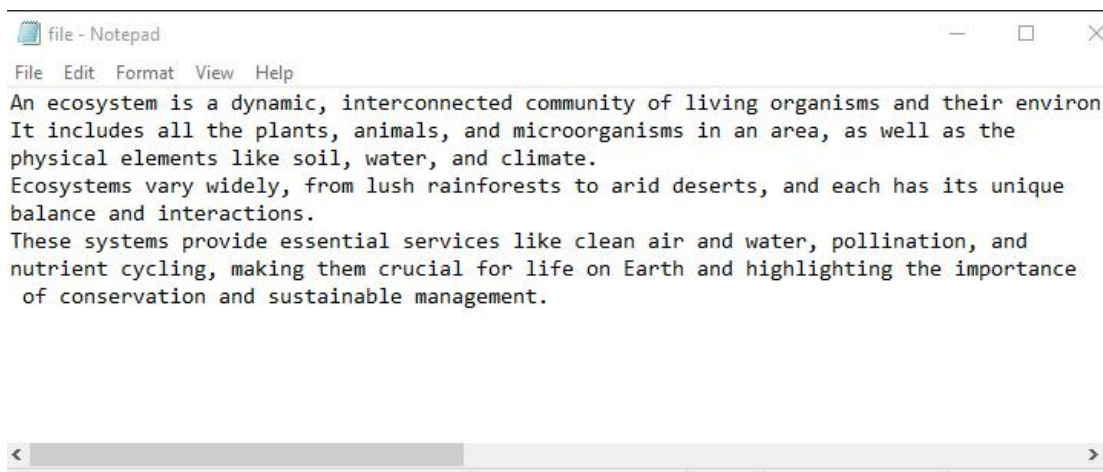 file - Notepad
File Edit Format View Help
An ecosystem is a dynamic, interconnected community of living organisms and their environ
It includes all the plants, animals, and microorganisms in an area, as well as the
physical elements like soil, water, and climate.
Ecosystems vary widely, from lush rainforests to arid deserts, and each has its unique
balance and interactions.
These systems provide essential services like clean air and water, pollination, and
nutrient cycling, making them crucial for life on Earth and highlighting the importance
 of conservation and sustainable management.